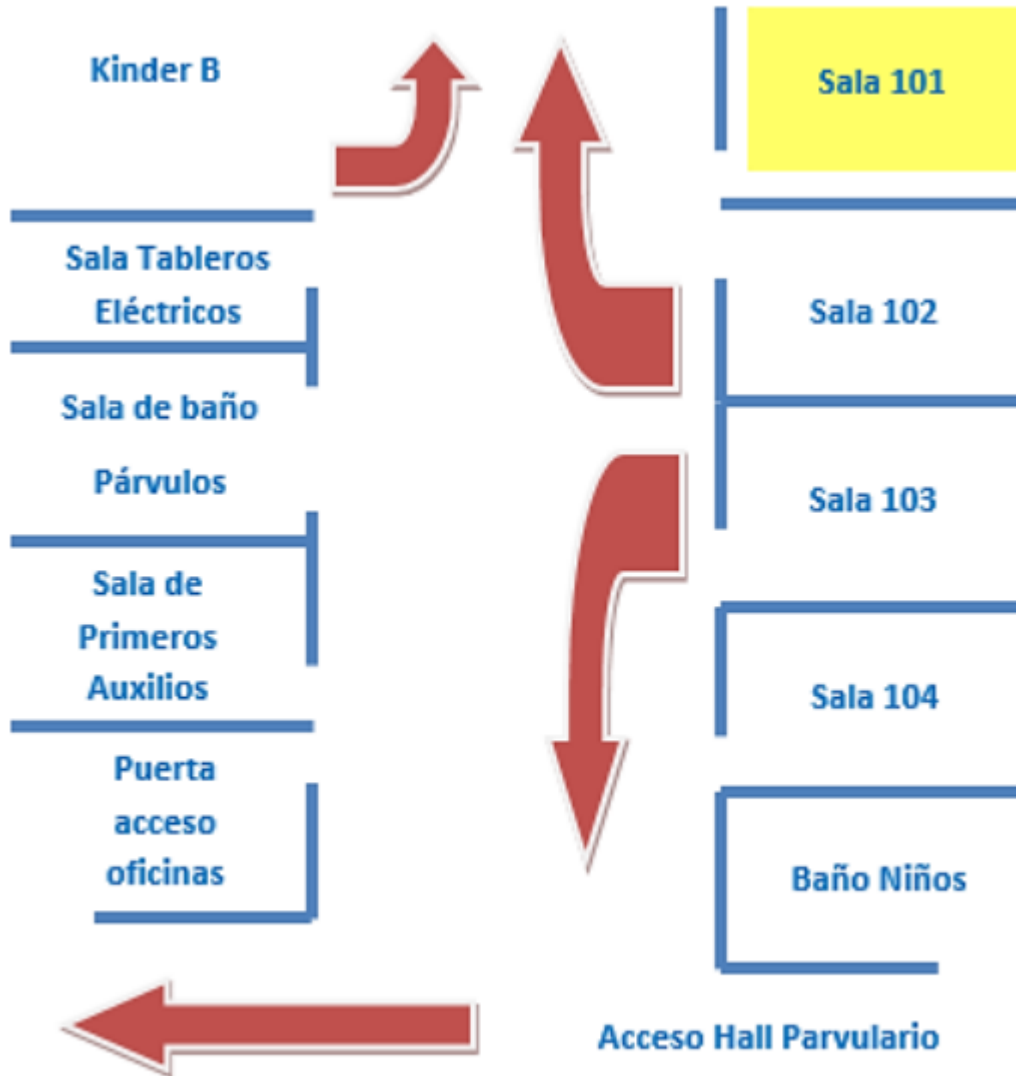 Kinder B
Sala Tableros
Eléctricos
Sala de baño
Párvulos
Sala de
Primeros
Auxilios
Puerta
acceso
oficinas
Sala 101
Sala 102
Sala 103
Sala 104
Baño Niños
Acceso Hall Parvulario